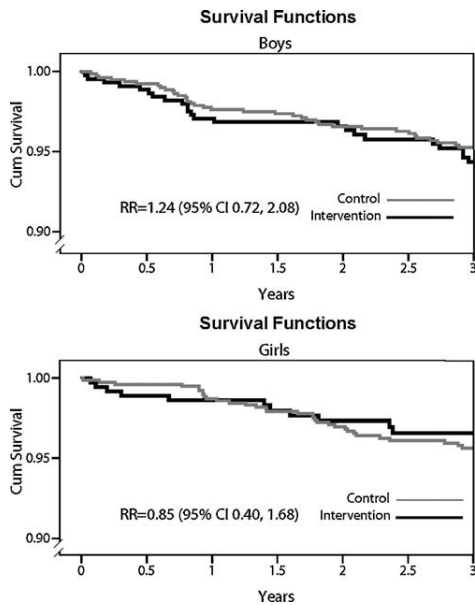 Survival Functions
Boys
1.00
0.95
0.90
Cum Survival
RR=1.24 (95% CI 0.72, 2.08)
Control
Intervention
0 0.5 1 1.5 2 2.5 3
Years
Survival Functions
Girls
1.00
0.95
0.90
Cum Survival
RR=0.85 (95% CI 0.40, 1.68)
Control
Intervention
0 0.5 1 1.5 2 2.5 3
Years